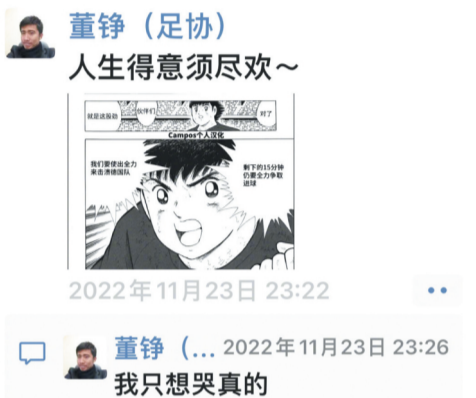 董铮（足协）
人生得意须尽欢～
就是这股劲
伙伴们
对了
Campos个人汉化
我们要使出全力
来击溃德国队
剩下的15分钟
仍要全力争取
进球
2022年11月23日 23:22
董铮（... 2022年11月23日 23:26
我只想哭真的